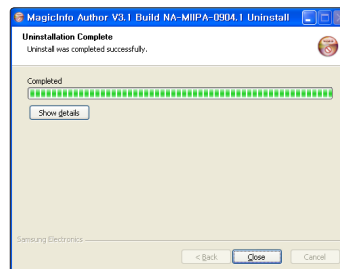 MagicInfo Author V3.1 Build NA-MIIPA-0904.1 Uninstall
Uninstallation Complete
Uninstall was completed successfully.
Completed
Show details
Samsung Electronics
< Back Close Cancel